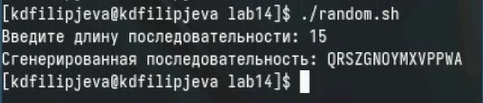 [kdfilipjeva@kdfilipjeva lab14]$ ./random.sh
Введите длину последовательности: 15
Сгенерированная последовательность: QRSZGNOYMXVPPWA
[kdfilipjeva@kdfilipjeva lab14]$